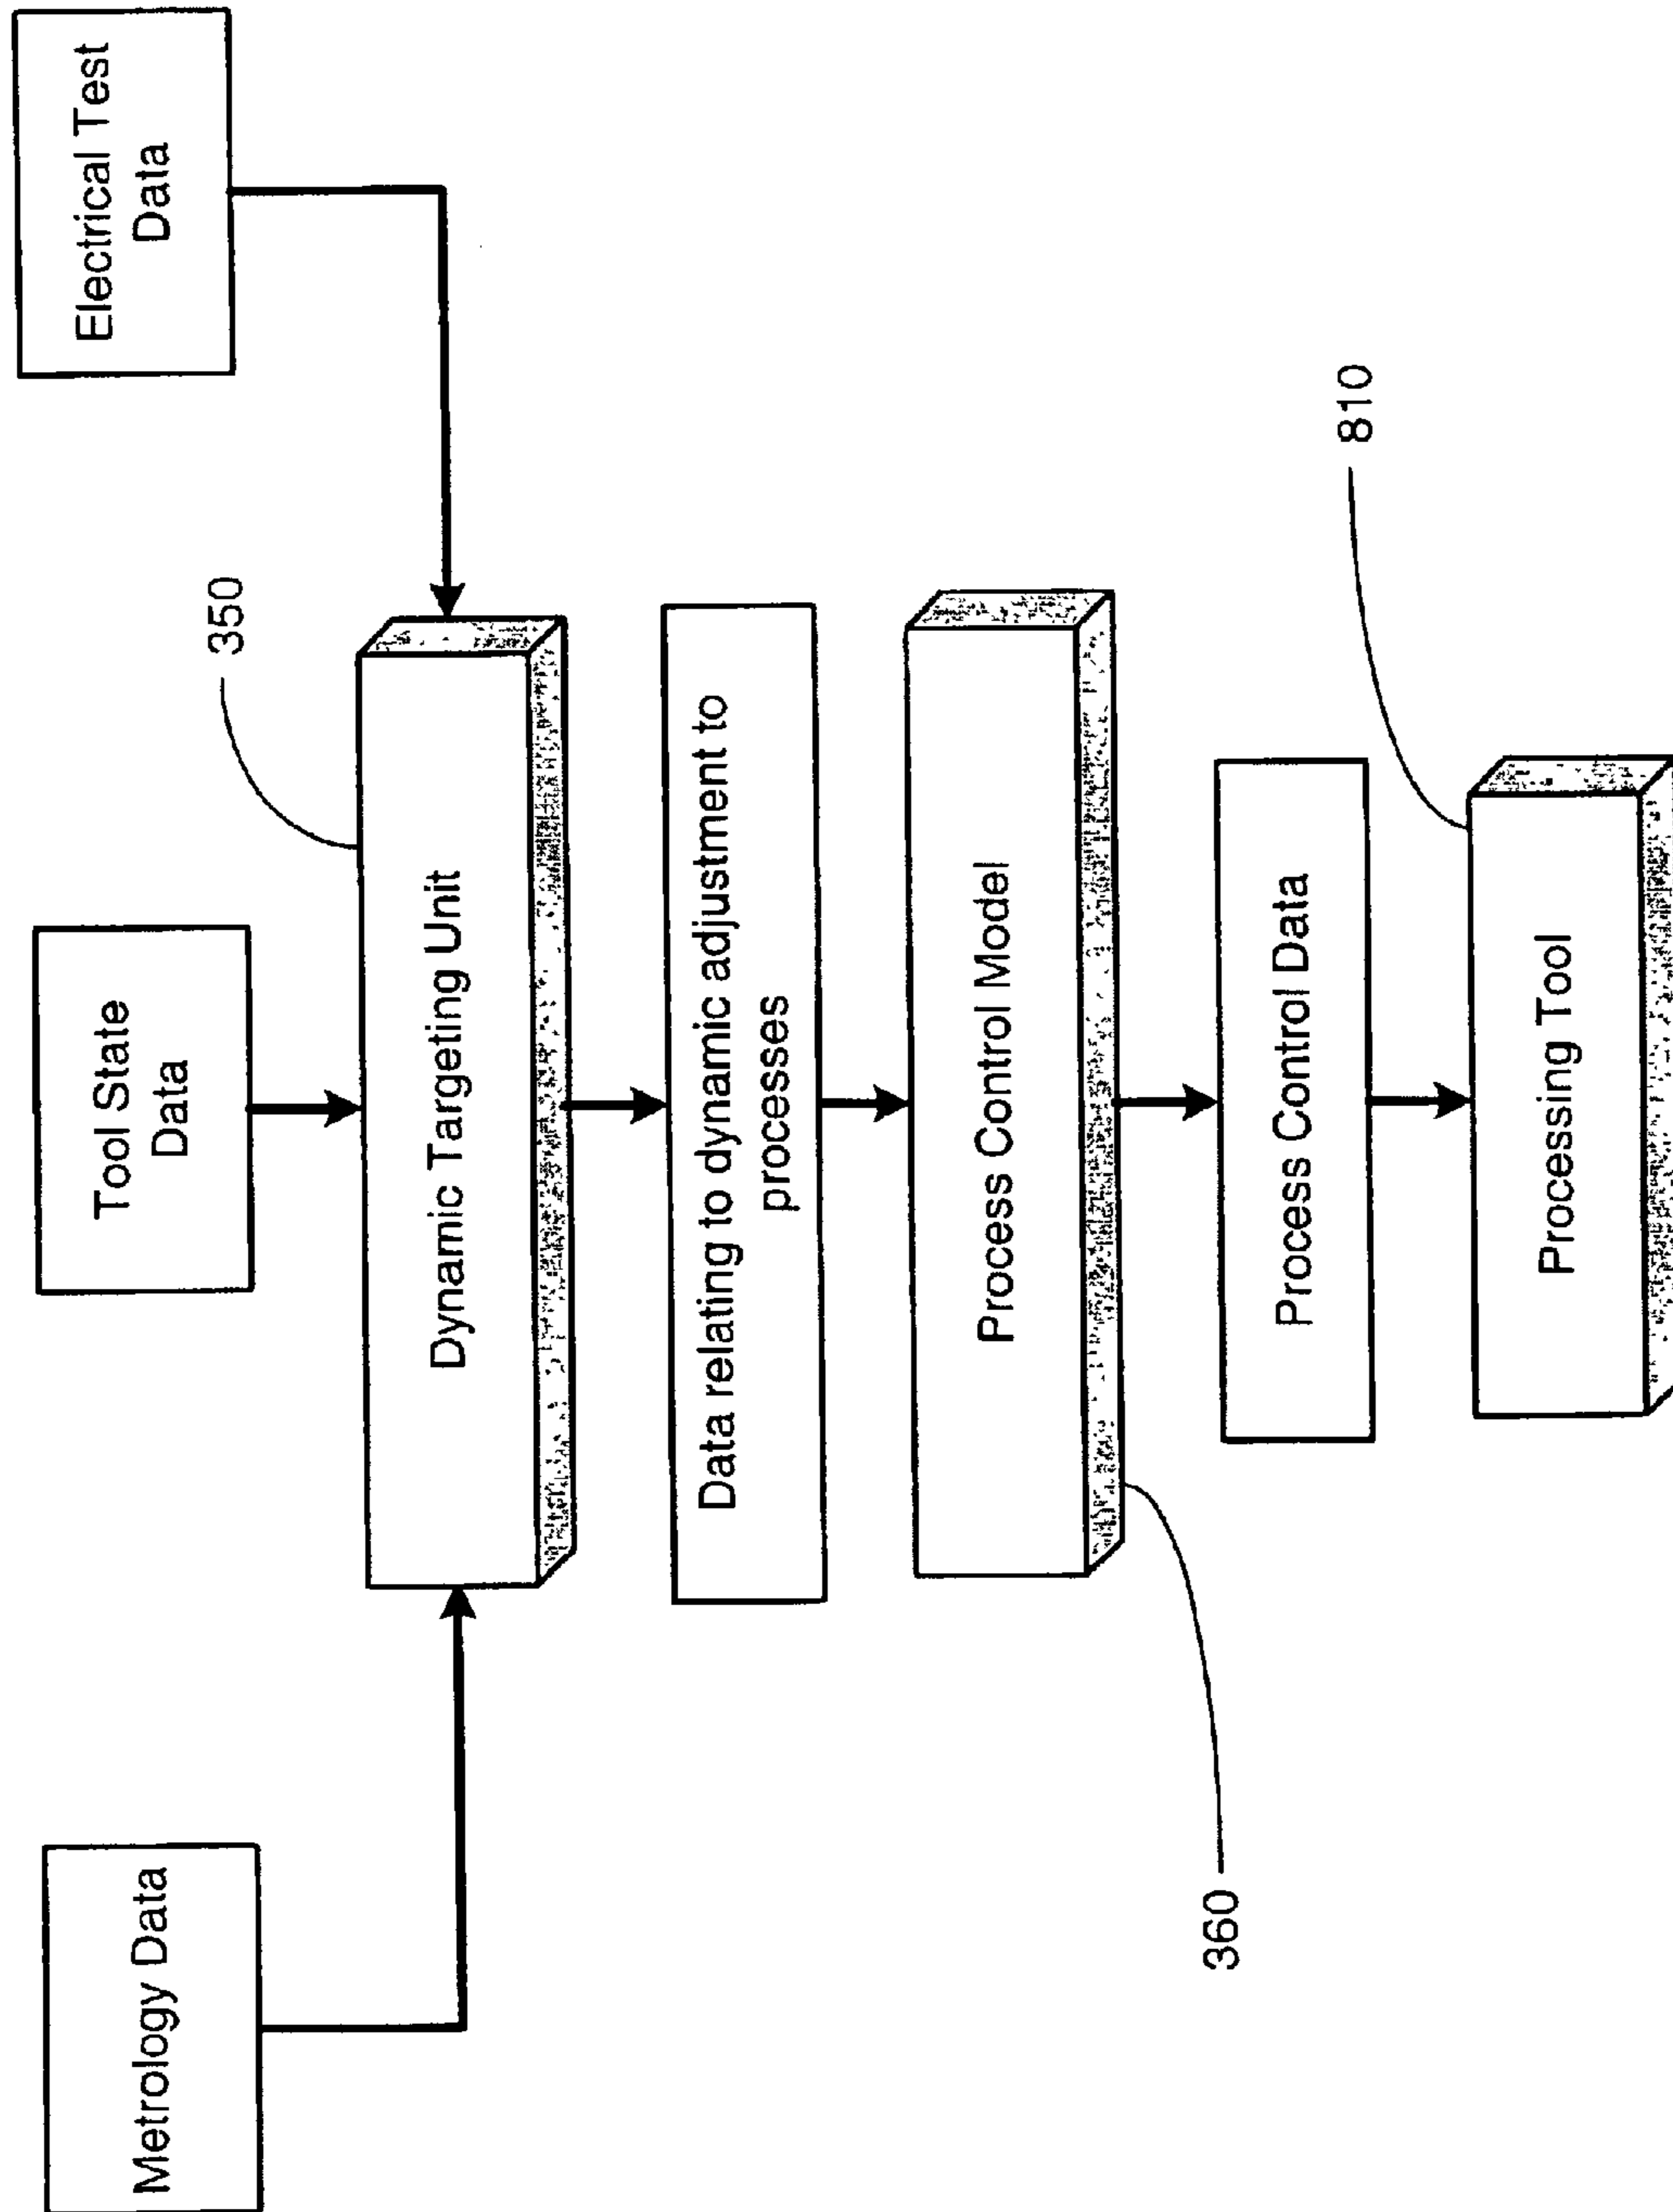 Metrology Data
Tool State
Data
Electrical Test
Data
350
Dynamic Targeting Unit
Data relating to dynamic adjustment to
processes
Process Control Model
360
Process Control Data
810
Processing Tool